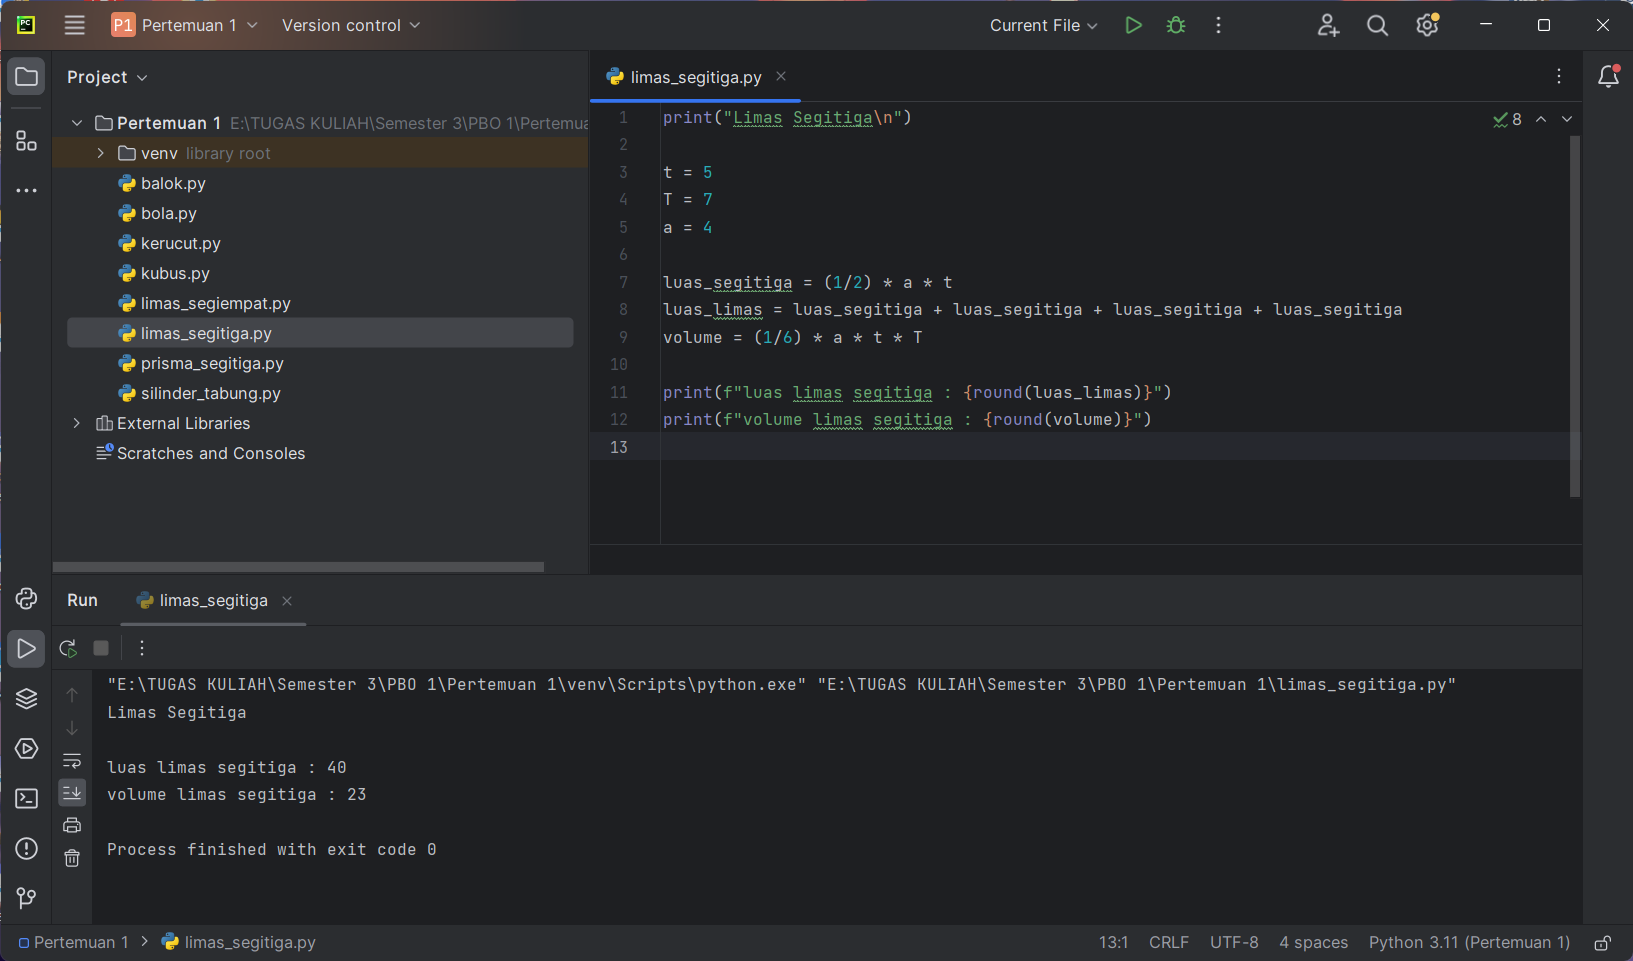 PC
P1 Pertemuan 1 Version control Current File
Project
Pertemuan 1 E:\TUGAS KULIAH\Semester 3\PBO 1\Pertemua
venv library root
balok.py
bola.py
kerucut.py
kubus.py
limas_segiempat.py
limas_segitiga.py
prisma_segitiga.py
silinder_tabung.py
External Libraries
Scratches and Consoles
limas_segitiga.py
8
1 print("Limas Segitiga\n")
2
3 t = 5
4 T = 7
5 a = 4
6
7 luas_segitiga = (1/2) * a * t
8 luas_limas = luas_segitiga + luas_segitiga + luas_segitiga + luas_segitiga
9 volume = (1/6) * a * t * T
10
11 print(f"luas limas segitiga : {round(luas_limas)}")
12 print(f"volume limas segitiga : {round(volume)}")
13
Run limas_segitiga
"E:\TUGAS KULIAH\Semester 3\PBO 1\Pertemuan 1\venv\Scripts\python.exe" "E:\TUGAS KULIAH\Semester 3\PBO 1\Pertemuan 1\limas_segitiga.py"
Limas Segitiga
luas limas segitiga : 40
volume limas segitiga : 23
Process finished with exit code 0
Pertemuan 1 > limas_segitiga.py 13:1 CRLF UTF-8 4 spaces Python 3.11 (Pertemuan 1)